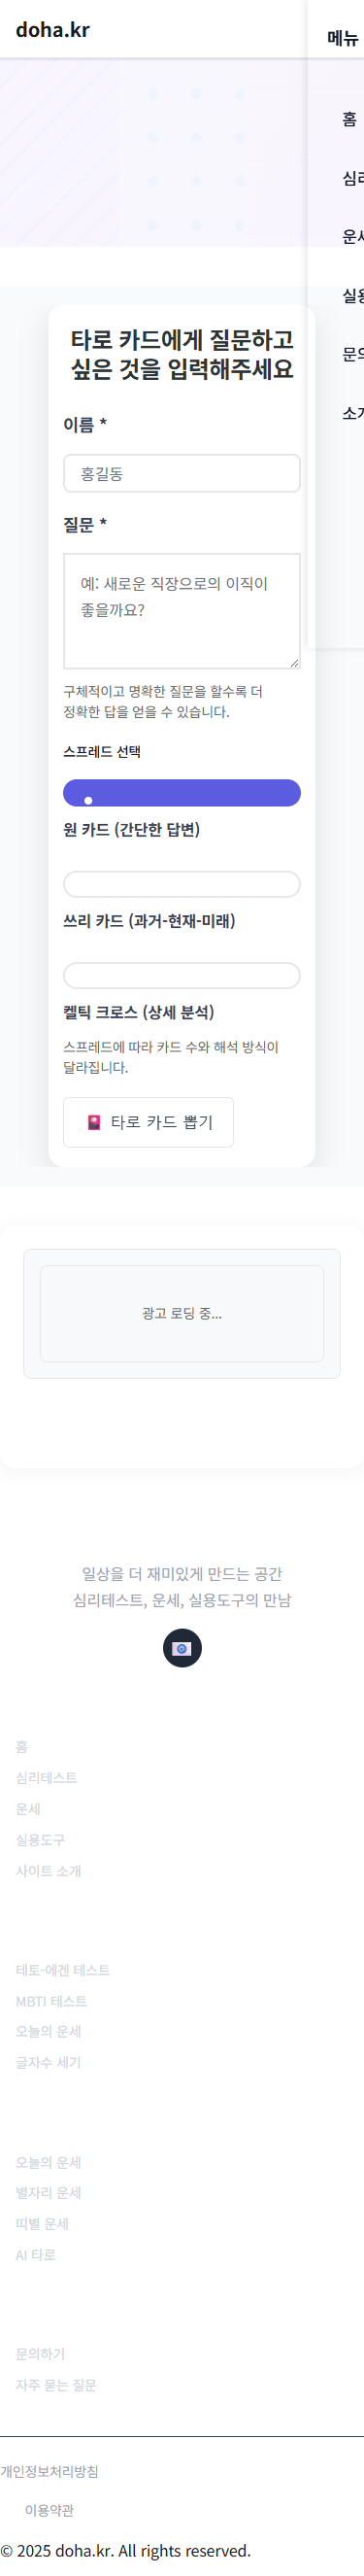 doha.kr
메뉴
홈
심리
운세
실용
문의
소개
타로 카드에게 질문하고
싶은 것을 입력해주세요
이름 *
홍길동
질문 *
예: 새로운 직장으로의 이직이
좋을까요?
구체적이고 명확한 질문을 할수록 더
정확한 답을 얻을 수 있습니다.
스프레드 선택
원 카드 (간단한 답변)
쓰리 카드 (과거-현재-미래)
켈틱 크로스 (상세 분석)
스프레드에 따라 카드 수와 해석 방식이
달라집니다.
타로 카드 뽑기
광고 로딩 중...
일상을 더 재미있게 만드는 공간
심리테스트, 운세, 실용도구의 만남
홈
심리테스트
운세
실용도구
사이트 소개
테토-에겐 테스트
MBTI 테스트
오늘의 운세
글자수 세기
오늘의 운세
별자리 운세
띠별 운세
AI 타로
문의하기
자주 묻는 질문
개인정보처리방침
이용약관
© 2025 doha.kr. All rights reserved.